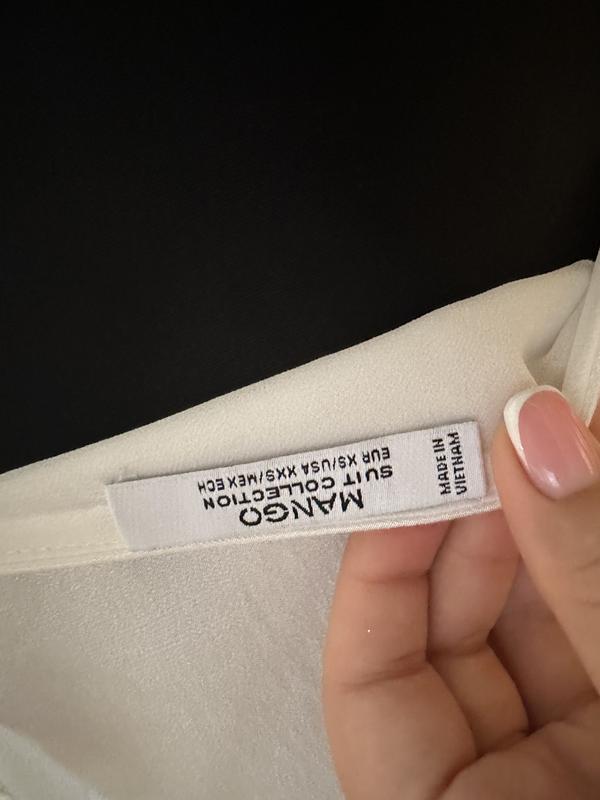 MANGO
SUIT COLLECTION
EUR XS/USA XXS/MEX ECH
MADE IN
VIETNAM